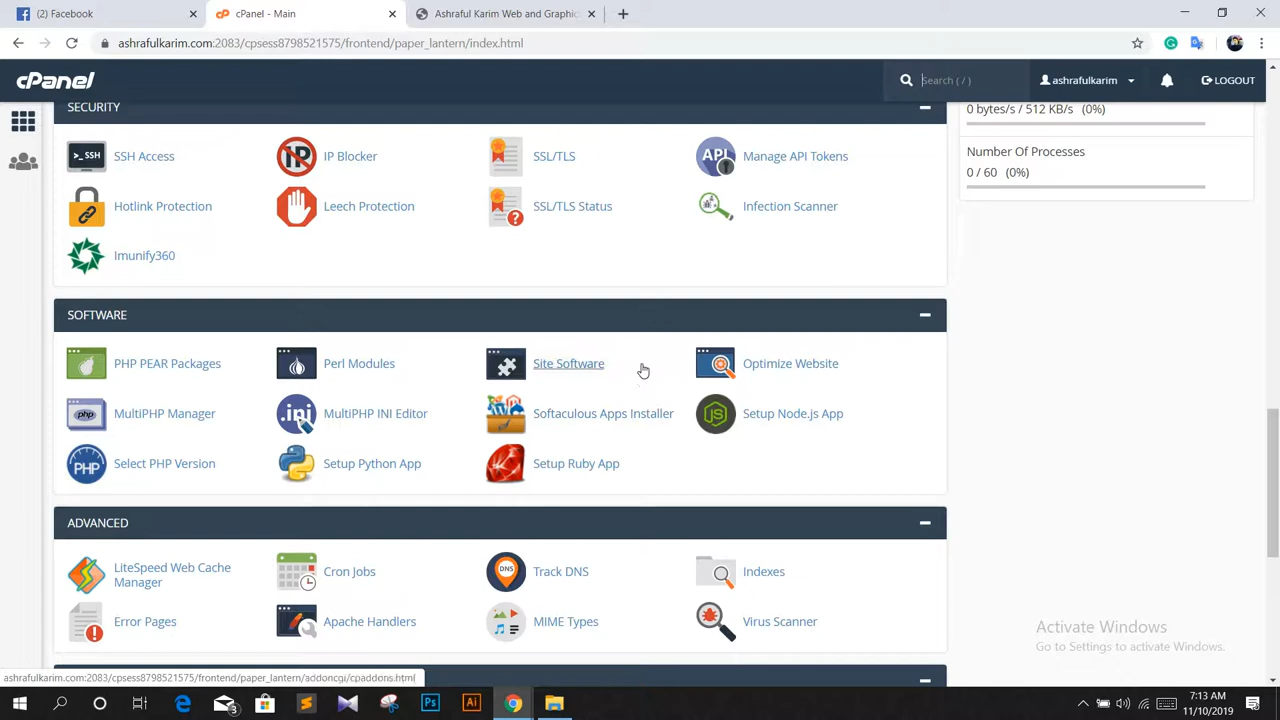 (2) Facebook
cPanel - Main
Ashraful Karim Web and Graphic
ashrafulkarim.com:2083/cpsess8798521575/frontend/paper_lantern/index.html
cPanel
Search ( / )
ashrafulkarim
LOGOUT
SECURITY
0 bytes/s / 512 KB/s (0%)
Number Of Processes
0 / 60 (0%)
SSH Access
IP Blocker
SSL/TLS
Manage API Tokens
Hotlink Protection
Leech Protection
SSL/TLS Status
Infection Scanner
Imunify360
SOFTWARE
PHP PEAR Packages
Perl Modules
Site Software
Optimize Website
MultiPHP Manager
MultiPHP INI Editor
Softaculous Apps Installer
Setup Node.js App
Select PHP Version
Setup Python App
Setup Ruby App
ADVANCED
LiteSpeed Web Cache
Manager
Cron Jobs
Track DNS
Indexes
Error Pages
Apache Handlers
MIME Types
Virus Scanner
Activate Windows
Go to Settings to activate Windows.
ashrafulkarim.com:2083/cpsess8798521575/frontend/paper_lantern/addoncgi/cpaddons.html
7:13 AM
11/10/2019